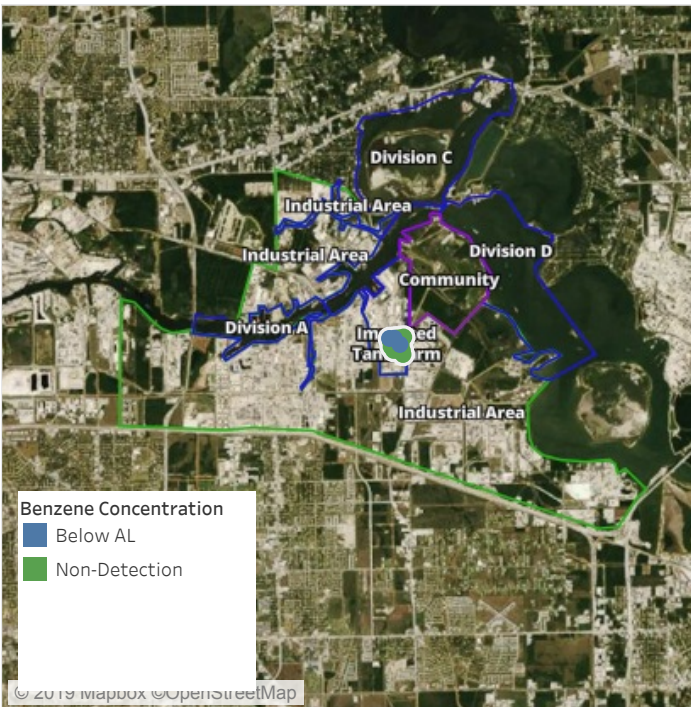 Division C
Industrial Area
Division D
Industrial Area
Community
Division A
Industrial Area
Benzene Concentration
Below AL
Non-Detection
© 2019 Mapbox ©OpenStreetMap